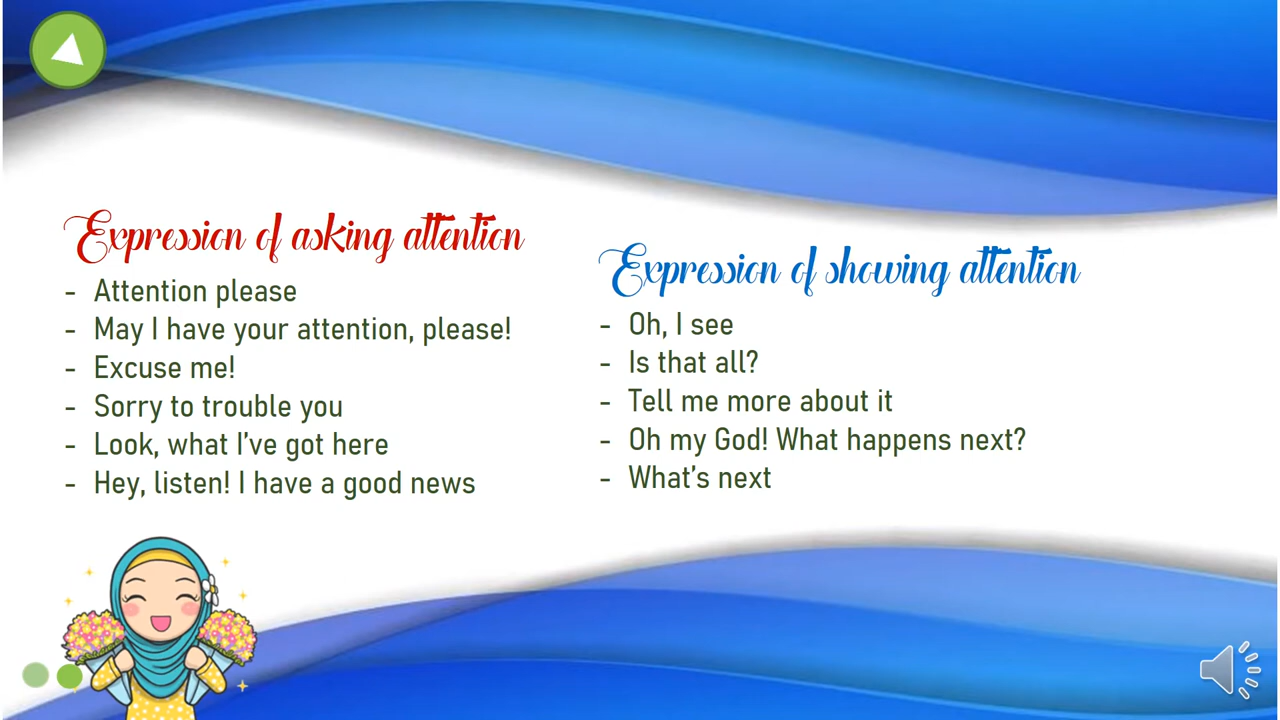 Expression of asking attention
- Attention please
- May I have your attention, please!
- Excuse me!
- Sorry to trouble you
- Look, what I’ve got here
- Hey, listen! I have a good news
Expression of showing attention
- Oh, I see
- Is that all?
- Tell me more about it
- Oh my God! What happens next?
- What’s next